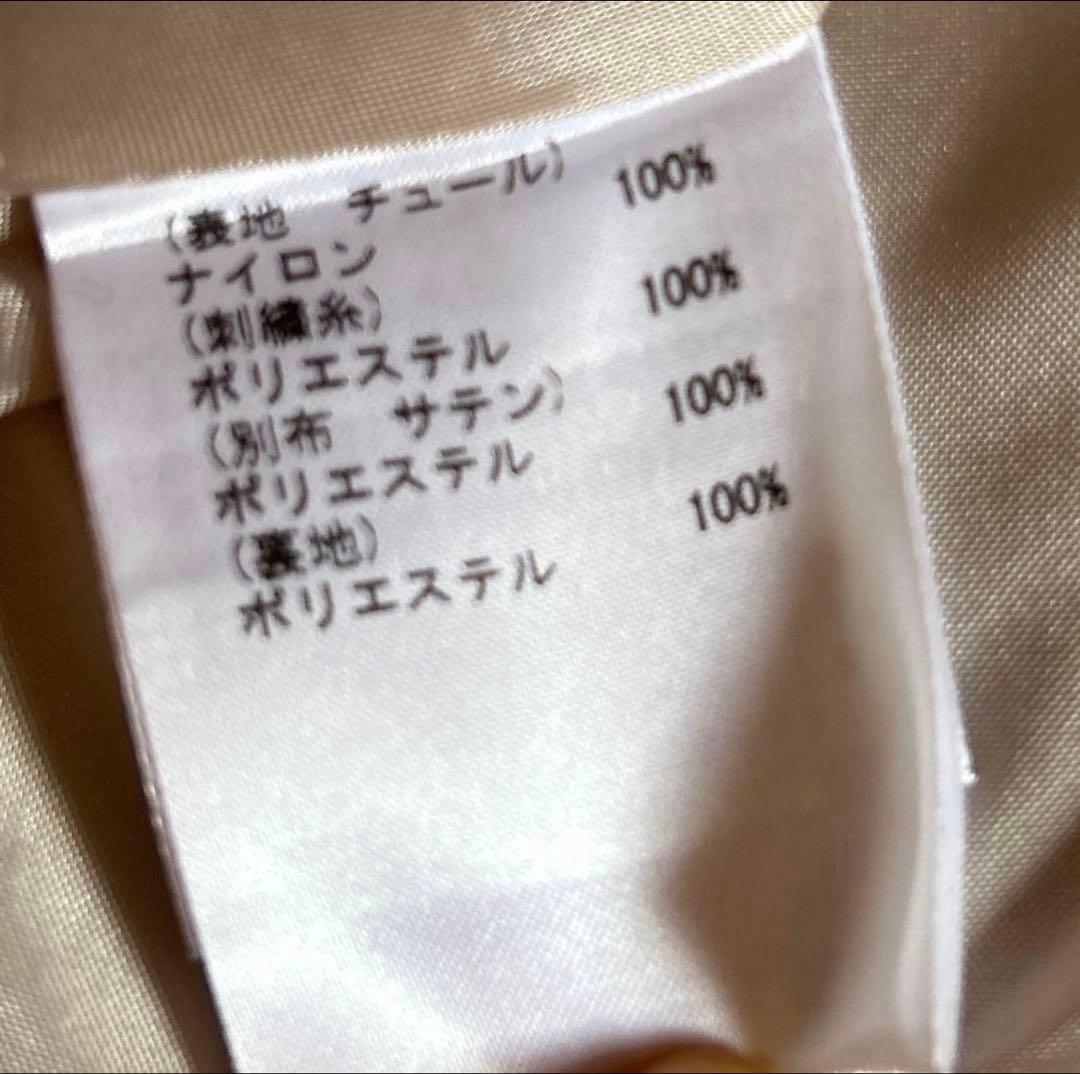 (表地　チュール)
ナイロン　100%
(刺繍糸)
ポリエステル　100%
(別布　サテン)
ポリエステル　100%
(裏地)
ポリエステル　100%